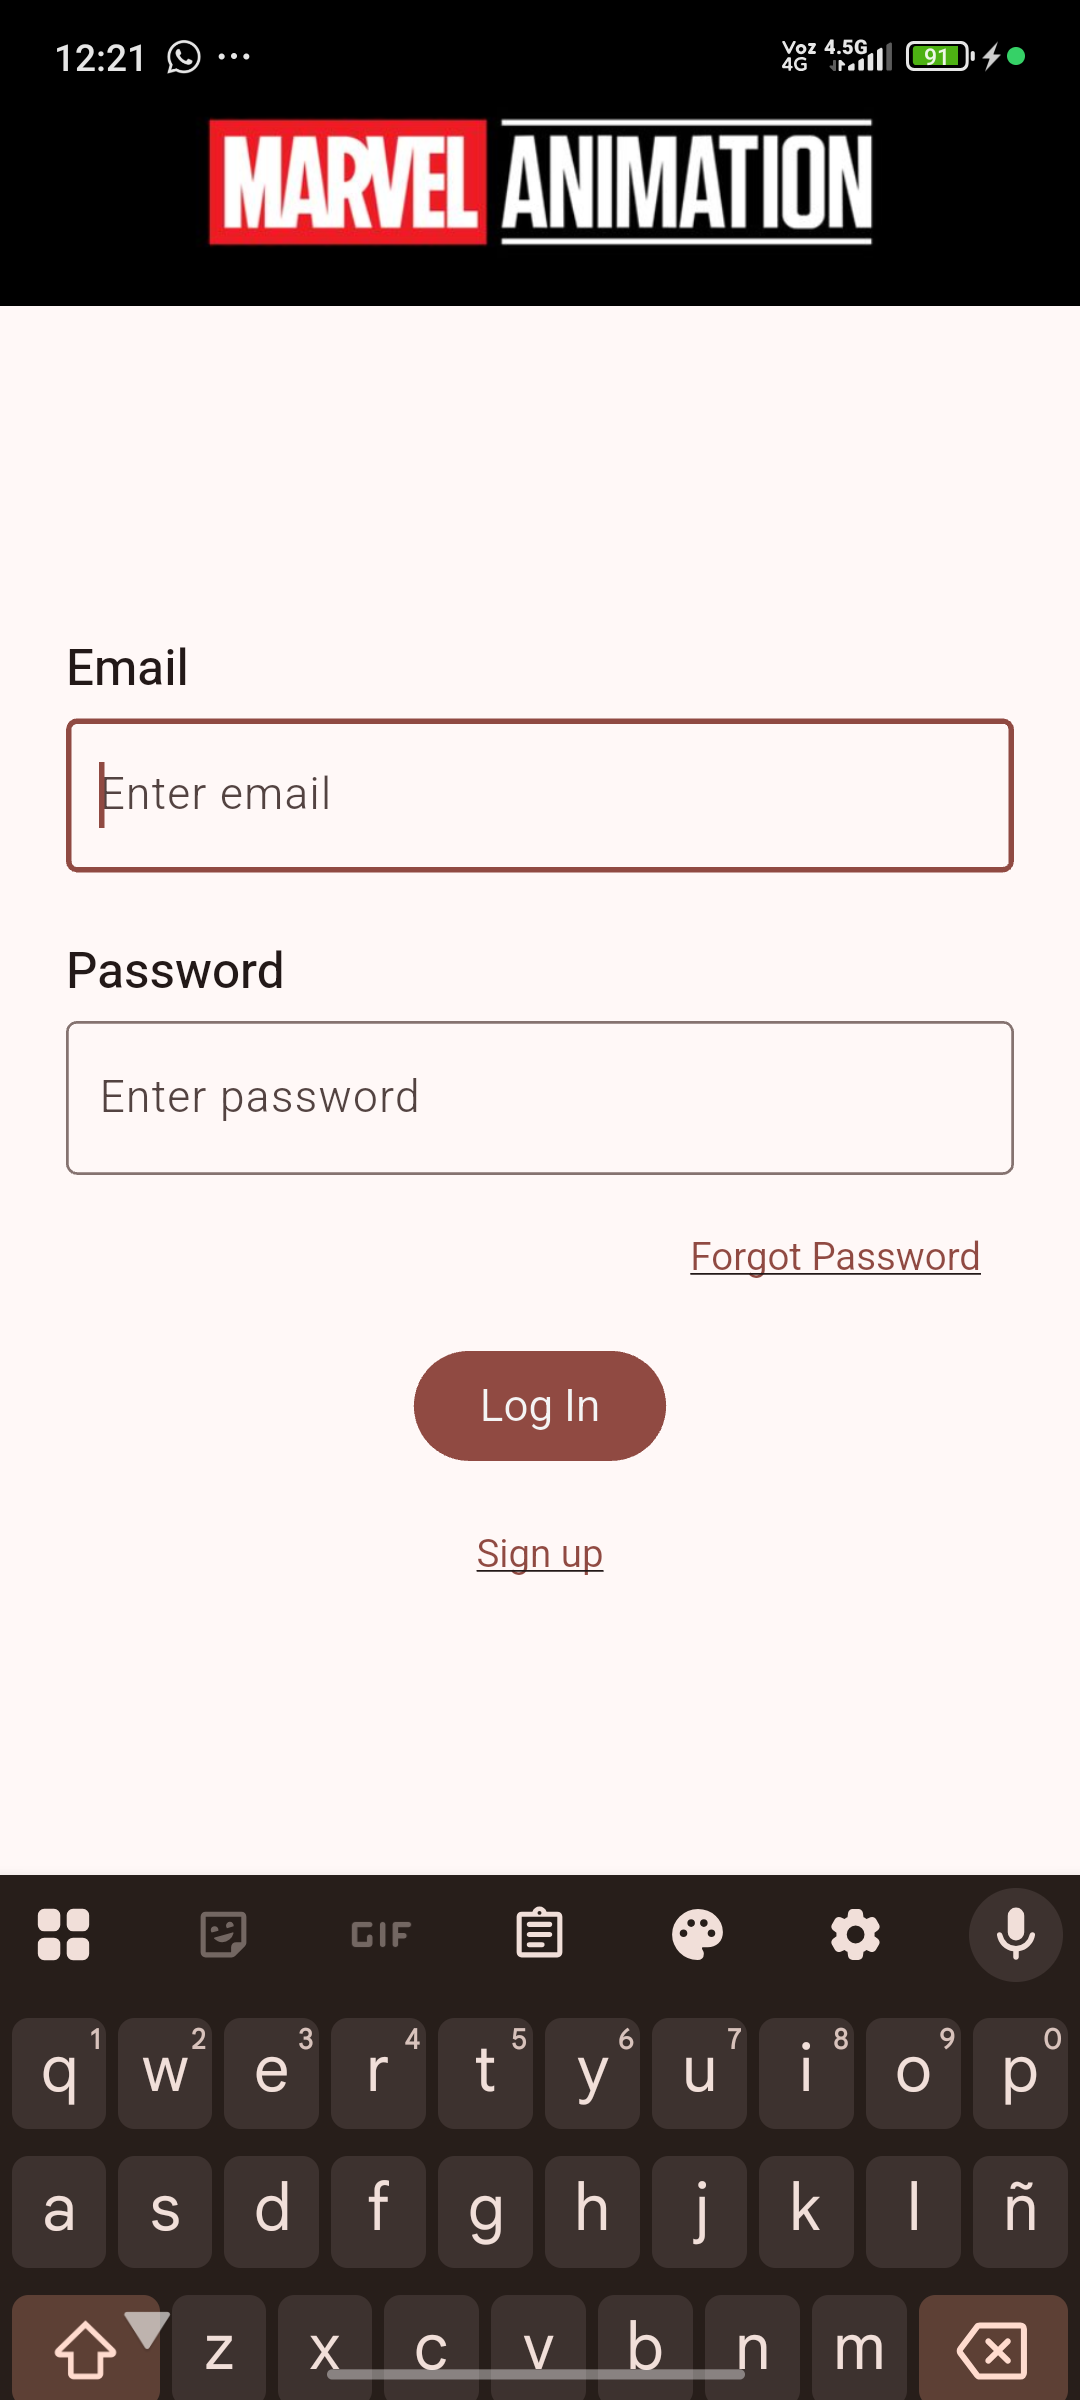 12:21
Voz 4.5G
4G
91
MARVEL ANIMATION
Email
Enter email
Password
Enter password
Forgot Password
Log In
Sign up
GIF
q1 w2 e3 r4 t5 y6 u7 i8 o9 p0
a s d f g h j k l ñ
z x c v b n m